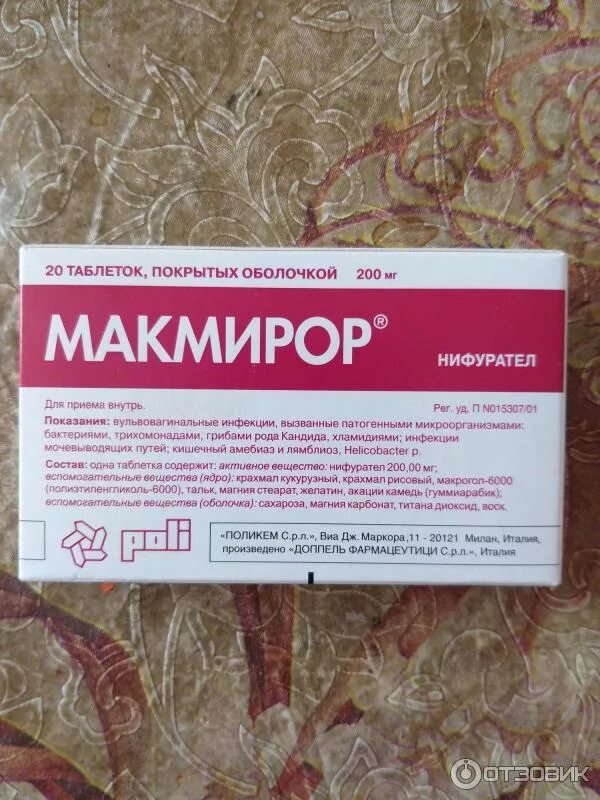 20 ТАБЛЕТОК, ПОКРЫТЫХ ОБОЛОЧКОЙ 200 мг
МАКМИРОР®
НИФУРАТЕЛ
Для приема внутрь.
Рег. уд. П N015307/01
Показания: вульвовагинальные инфекции, вызванные патогенными микроорганизмами:
бактериями, трихомонадами, грибами рода Кандида, хламидиями; инфекции
мочевыводящих путей; кишечный амебиаз и лямблиоз, Helicobacter p.
Состав: одна таблетка содержит: активное вещество: нифурател 200,00 мг;
вспомогательные вещества (ядро): крахмал кукурузный, крахмал рисовый, макрогол-6000
(полиэтиленгликоль-6000), тальк, магния стеарат, желатин, акации камедь (гуммиарабик);
вспомогательные вещества (оболочка): сахароза, магния карбонат, титана диоксид, воск.
poli
«ПОЛИКЕМ С.р.л.», Виа Дж. Маркора,11 - 20121 Милан, Италия,
произведено «ДОППЕЛЬ ФАРМАЦЕУТИЦИ С.р.л.», Италия
ОТЗОВИК